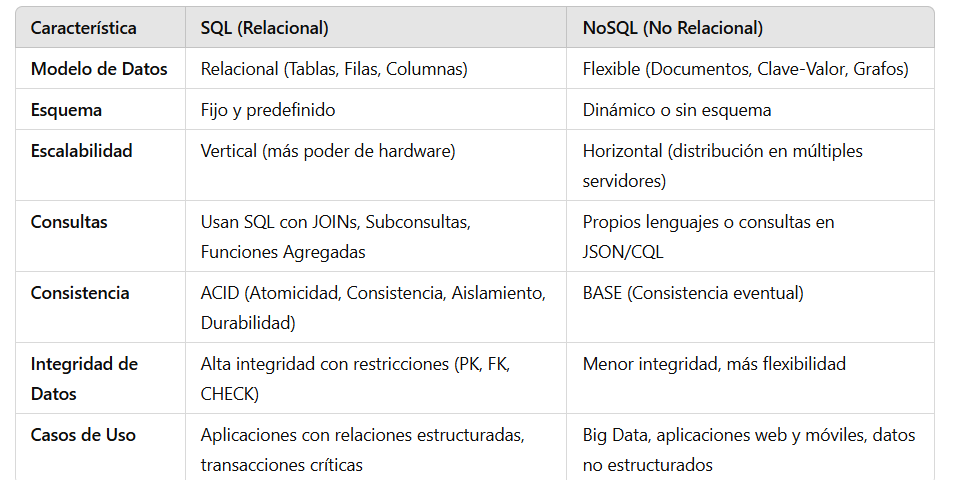 Característica SQL (Relacional) NoSQL (No Relacional)
Modelo de Datos Relacional (Tablas, Filas, Columnas) Flexible (Documentos, Clave-Valor, Grafos)
Esquema Fijo y predefinido Dinámico o sin esquema
Escalabilidad Vertical (más poder de hardware) Horizontal (distribución en múltiples
servidores)
Consultas Usan SQL con JOINs, Subconsultas, Propios lenguajes o consultas en
Funciones Agregadas JSON/CQL
Consistencia ACID (Atomicidad, Consistencia, Aislamiento, BASE (Consistencia eventual)
Durabilidad)
Integridad de Alta integridad con restricciones (PK, FK, Menor integridad, más flexibilidad
Datos CHECK)
Casos de Uso Aplicaciones con relaciones estructuradas, Big Data, aplicaciones web y móviles, datos
transacciones críticas no estructurados